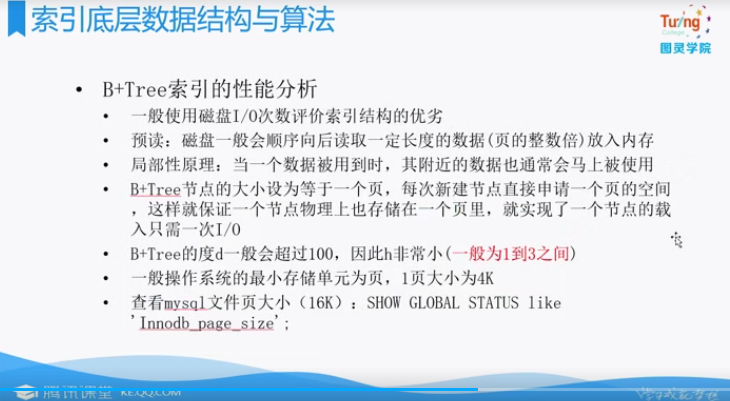 索引底层数据结构与算法
Turing
College
图灵学院
• B+Tree索引的性能分析
• 一般使用磁盘I/O次数评价索引结构的优劣
• 预读：磁盘一般会顺序向后读取一定长度的数据(页的整数倍)放入内存
• 局部性原理：当一个数据被用到时，其附近的数据也通常会马上被使用
• B+Tree节点的大小设为等于一个页，每次新建节点直接申请一个页的空间
，这样就保证一个节点物理上也存储在一个页里，就实现了一个节点的载
入只需一次I/O
• B+Tree的度d一般会超过100，因此h非常小(一般为1到3之间)
• 一般操作系统的最小存储单元为页，1页大小为4K
• 查看mysql文件页大小（16K）：SHOW GLOBAL STATUS like
'Innodb_page_size';
腾讯课堂 KE.QQ.COM